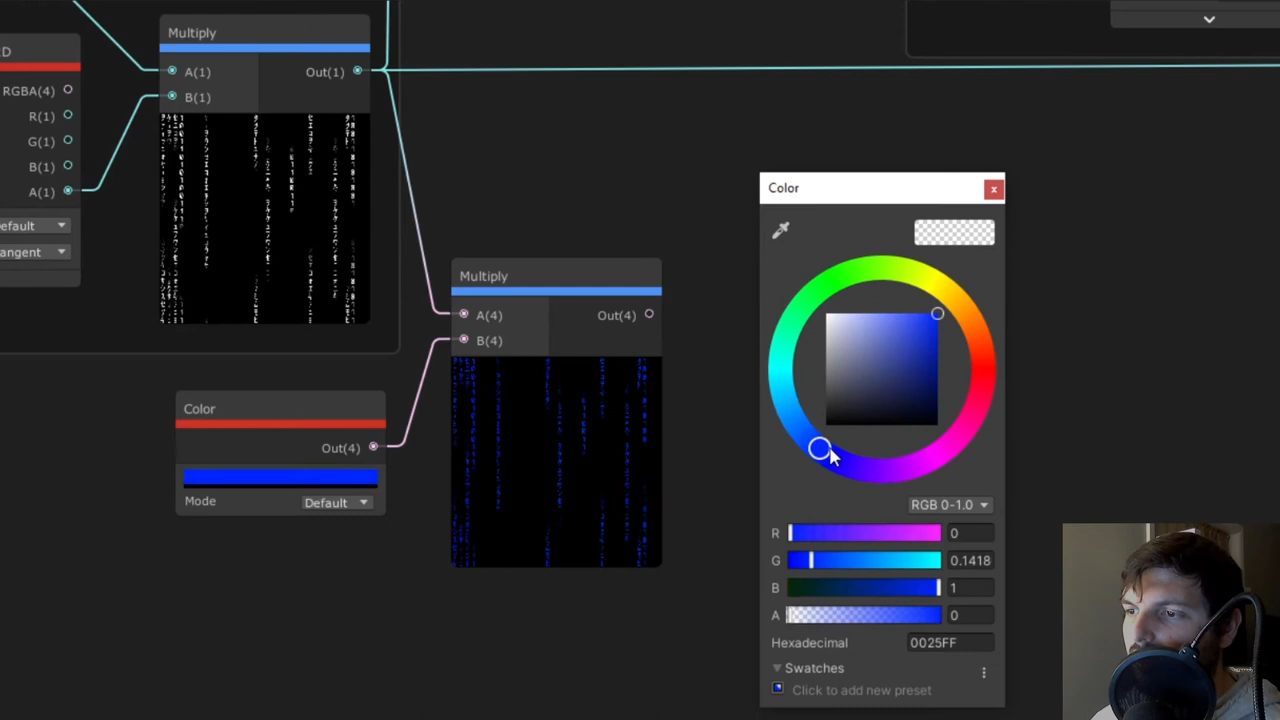 Multiply
D
RGBA(4)
A(1)
Out(1)
R(1)
B(1)
G(1)
B(1)
A(1)
efault
angent
Color
Multiply
A(4)
Out(4)
B(4)
Color
Out(4)
Mode
Default
RGB 0-1.0
R
0
G
0.1418
B
1
A
0
Hexadecimal
0025FF
Swatches
Click to add new preset